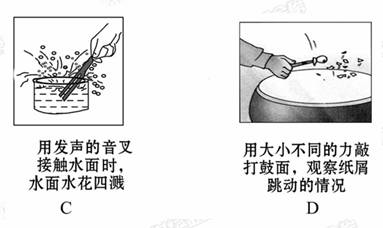 用发声的音叉
接触水面时，
水面水花四溅
C
用大小不同的力敲
打鼓面，观察纸屑
跳动的情况
D